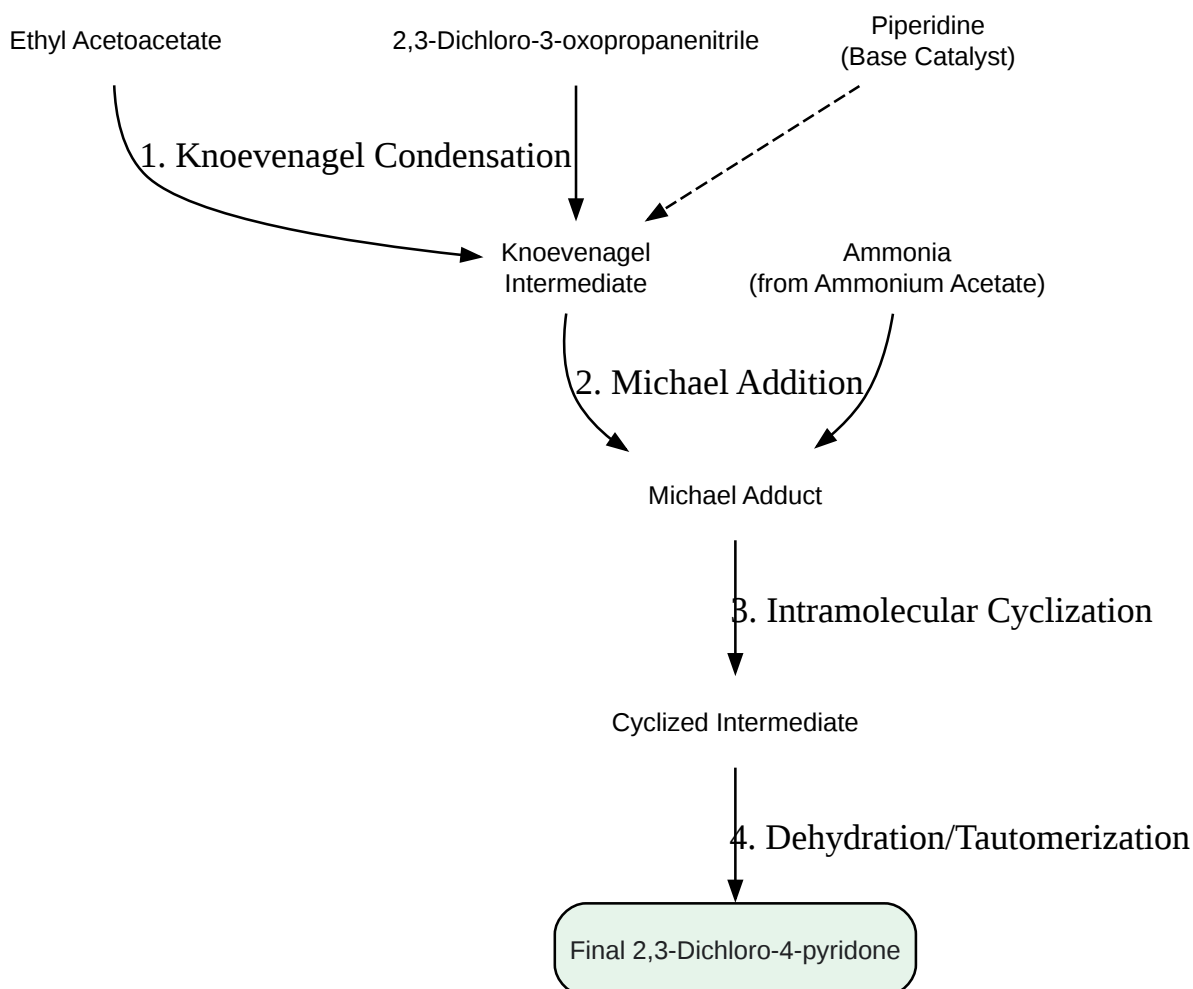 Ethyl Acetoacetate
2,3-Dichloro-3-oxopropanenitrile
Piperidine
(Base Catalyst)
1. Knoevenagel Condensation
Knoevenagel
Intermediate
Ammonia
(from Ammonium Acetate)
2. Michael Addition
Michael Adduct
3. Intramolecular Cyclization
Cyclized Intermediate
4. Dehydration/Tautomerization
Final 2,3-Dichloro-4-pyridone